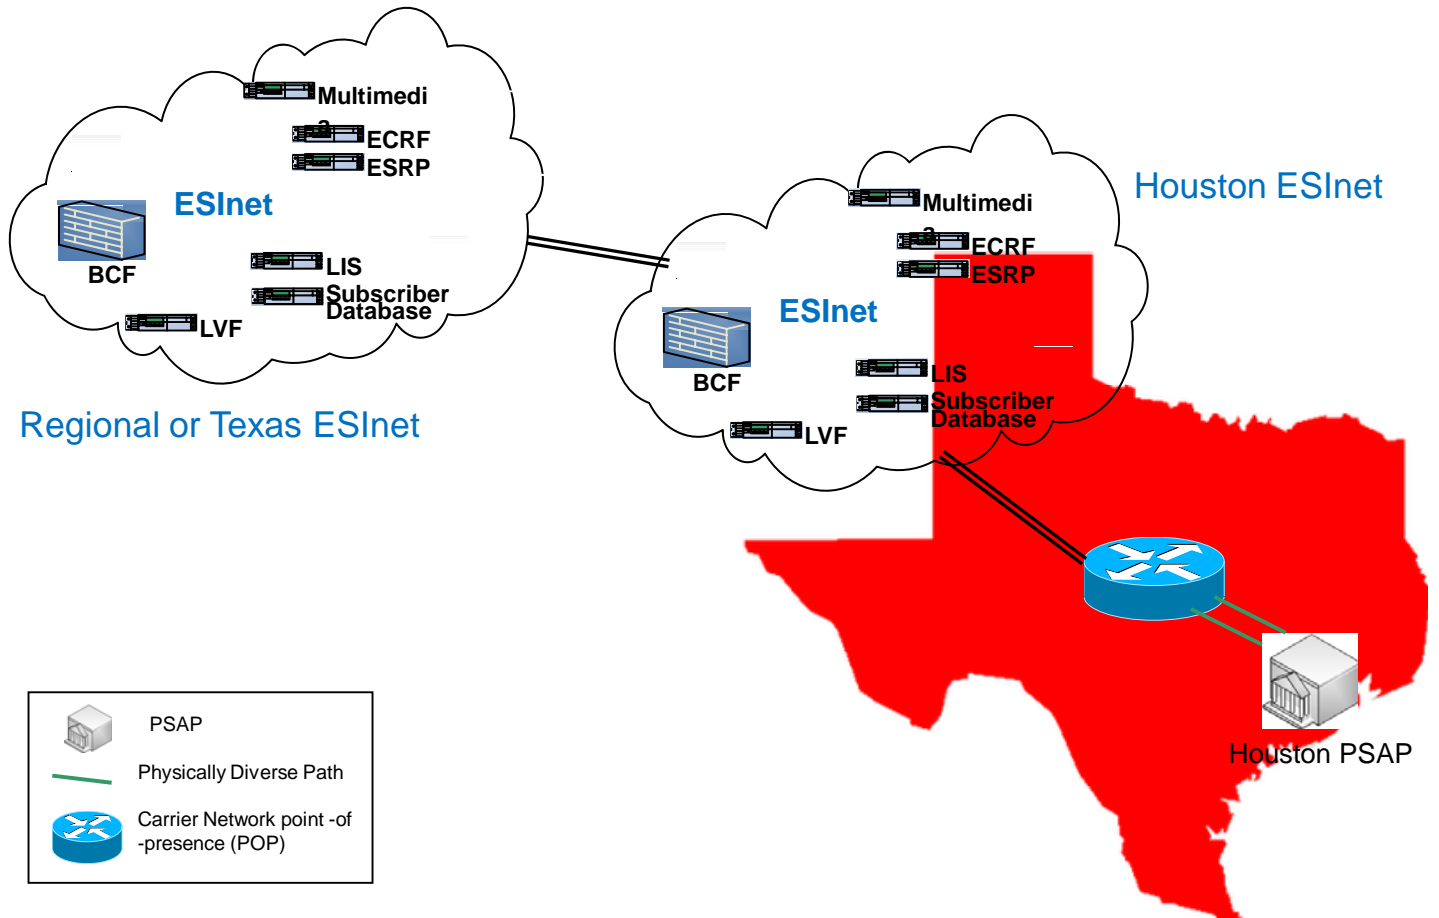 Multimedi
a
ECRF
ESRP
ESInet
BCF
LIS
Subscriber
Database
LVF
Regional or Texas ESInet
Houston ESInet
Multimedi
a
ECRF
ESRP
ESInet
BCF
LIS
Subscriber
Database
LVF
Houston PSAP
PSAP
Physically Diverse Path
Carrier Network point -of
-presence (POP)